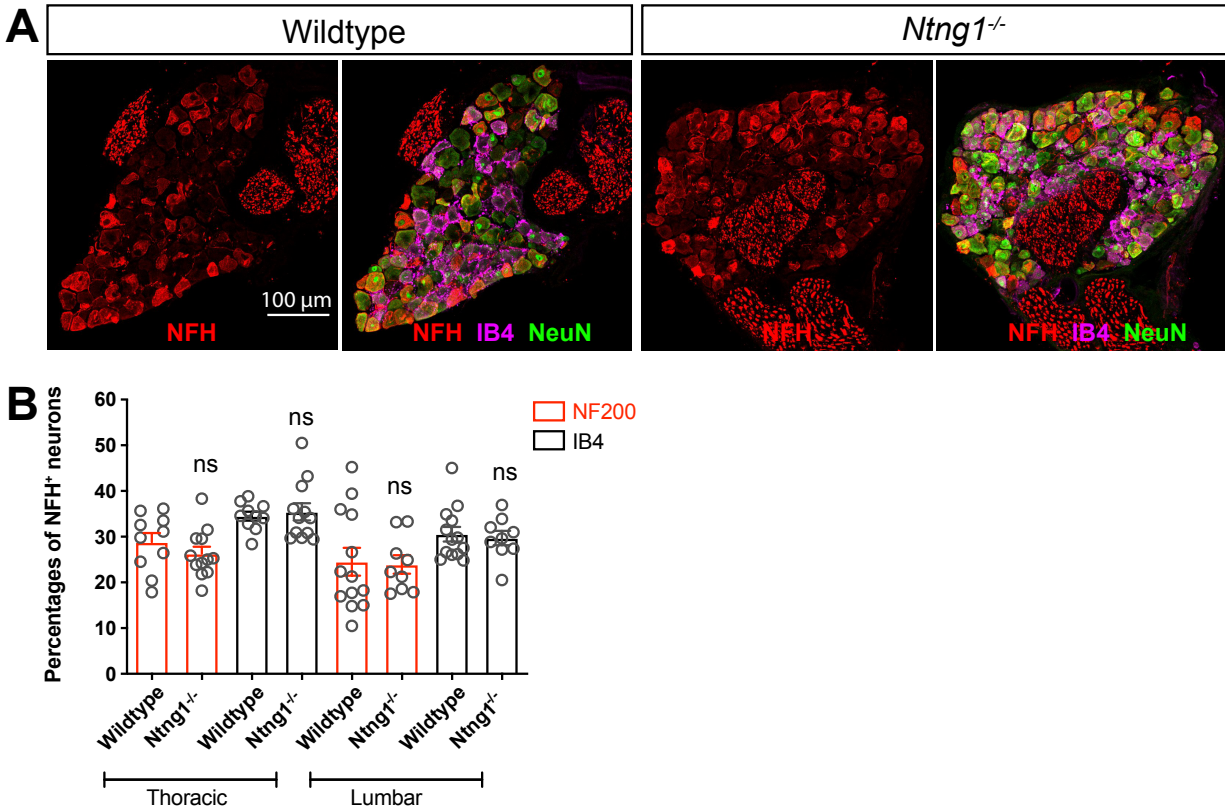 A
Wildtype
Ntng1-/-
100 µm
NFH
NFH IB4 NeuN
NFH
NFH IB4 NeuN
B
Percentages of NFH+ neurons
60
50
40
30
20
10
0
ns
ns
ns
ns
NF200
IB4
Wildtype
Ntng1-/-
Wildtype
Ntng1-/-
Wildtype
Ntng1-/-
Wildtype
Ntng1-/-
Thoracic
Lumbar